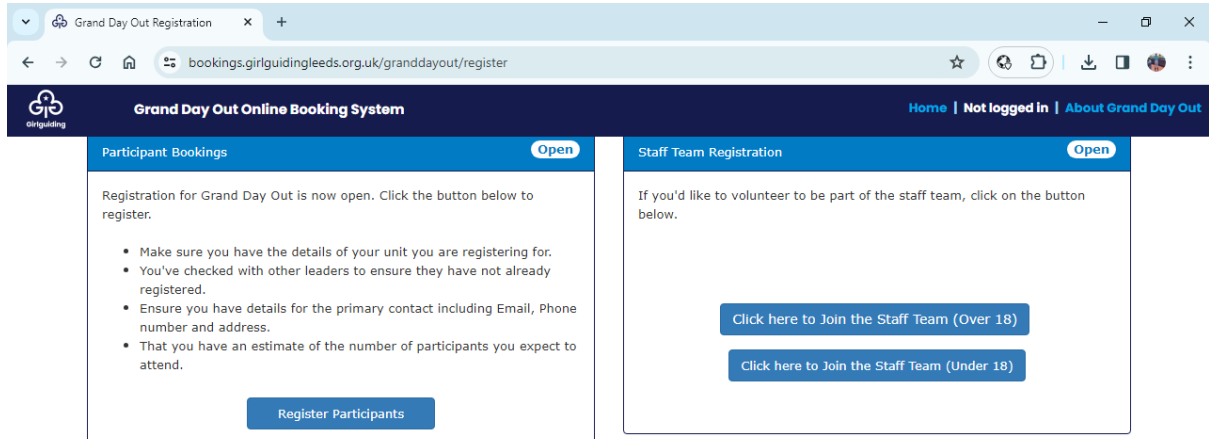 Grand Day Out Registration
bookings.girlguidingleeds.org.uk/granddayout/register
Girlguiding
Grand Day Out Online Booking System
Home | Not logged in | About Grand Day Out
Participant Bookings
Open
Registration for Grand Day Out is now open. Click the button below to
register.
Make sure you have the details of your unit you are registering for.
You've checked with other leaders to ensure they have not already
registered.
Ensure you have details for the primary contact including Email, Phone
number and address.
That you have an estimate of the number of participants you expect to
attend.
Register Participants
Staff Team Registration
Open
If you'd like to volunteer to be part of the staff team, click on the button
below.
Click here to Join the Staff Team (Over 18)
Click here to Join the Staff Team (Under 18)